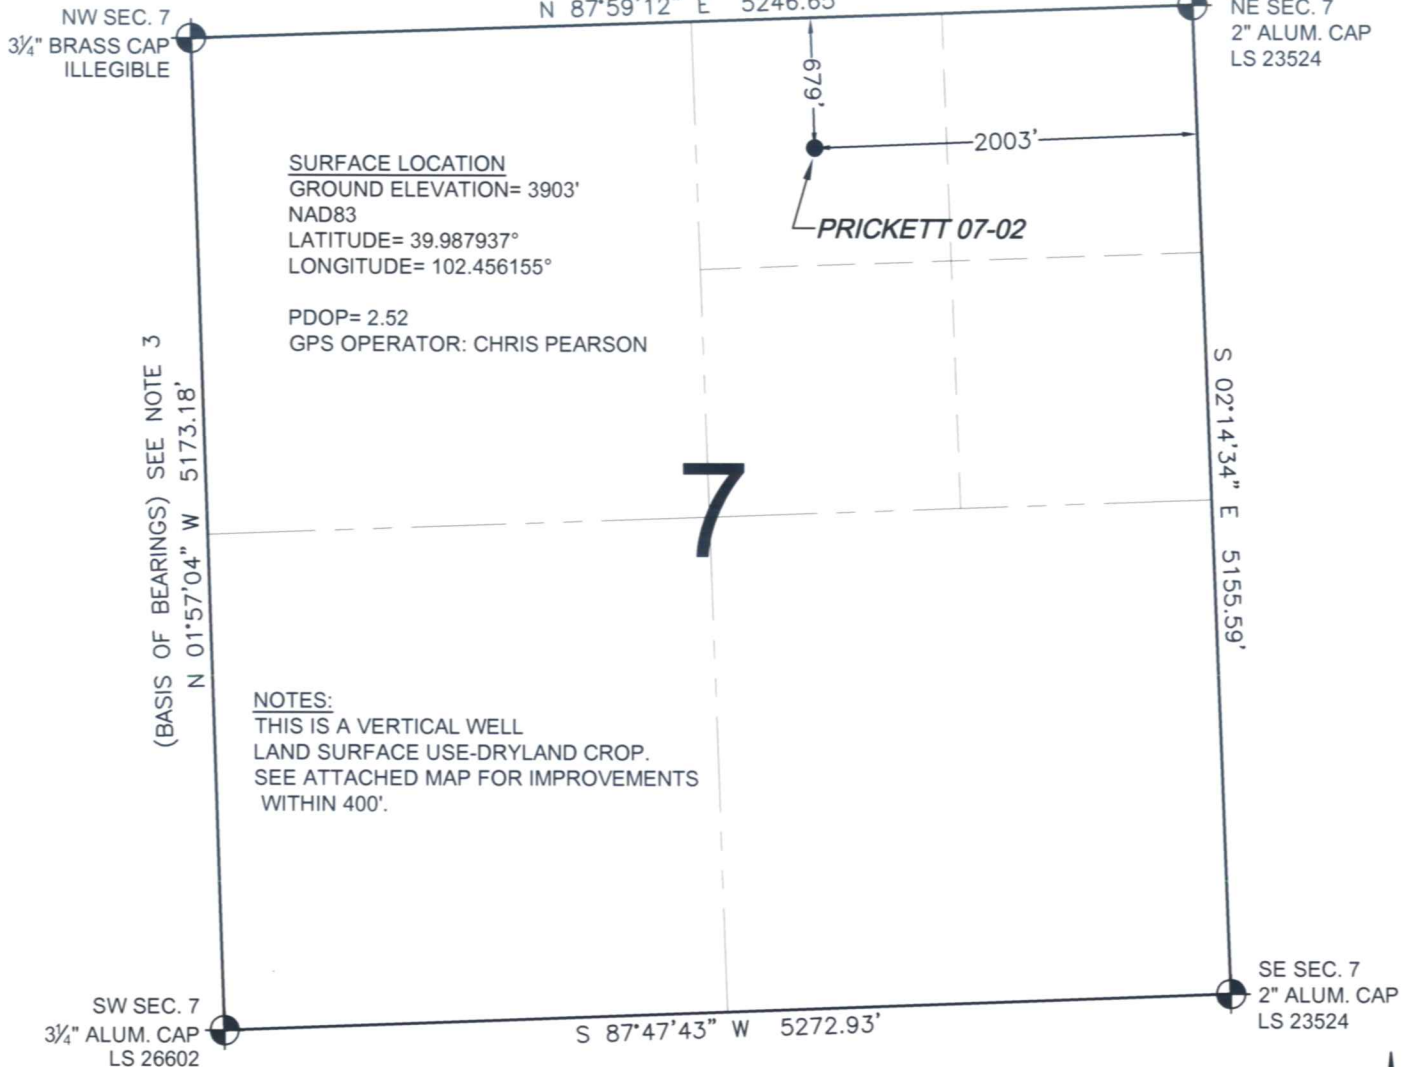 N 87°59'12" E 5246.65'
NW SEC. 7
3¼" BRASS CAP
ILLEGIBLE
NE SEC. 7
2" ALUM. CAP
LS 23524
679'
2003'
PRICKETT 07-02
SURFACE LOCATION
GROUND ELEVATION= 3903'
NAD83
LATITUDE= 39.987937°
LONGITUDE= 102.456155°
PDOP= 2.52
GPS OPERATOR: CHRIS PEARSON
(BASIS OF BEARINGS) SEE NOTE 3
N 01°57'04" W 5173.18'
S 02°14'34" E 5155.59'
7
NOTES:
THIS IS A VERTICAL WELL
LAND SURFACE USE-DRYLAND CROP.
SEE ATTACHED MAP FOR IMPROVEMENTS
WITHIN 400'.
SW SEC. 7
3¼" ALUM. CAP
LS 26602
S 87°47'43" W 5272.93'
SE SEC. 7
2" ALUM. CAP
LS 23524